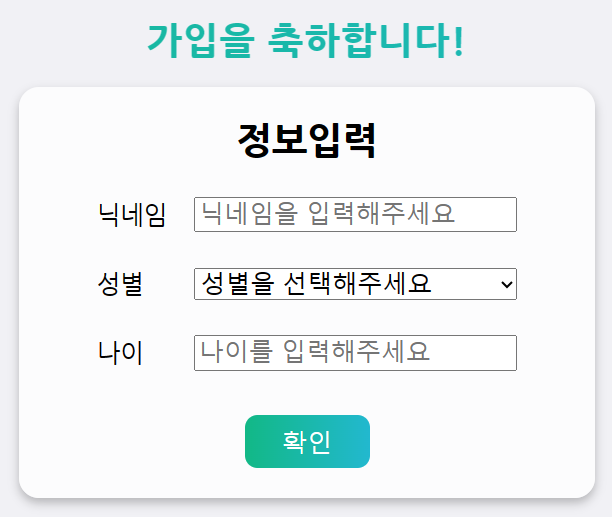 가입을 축하합니다!
정보입력
닉네임 닉네임을 입력해주세요
성별 성별을 선택해주세요
나이 나이를 입력해주세요
확인